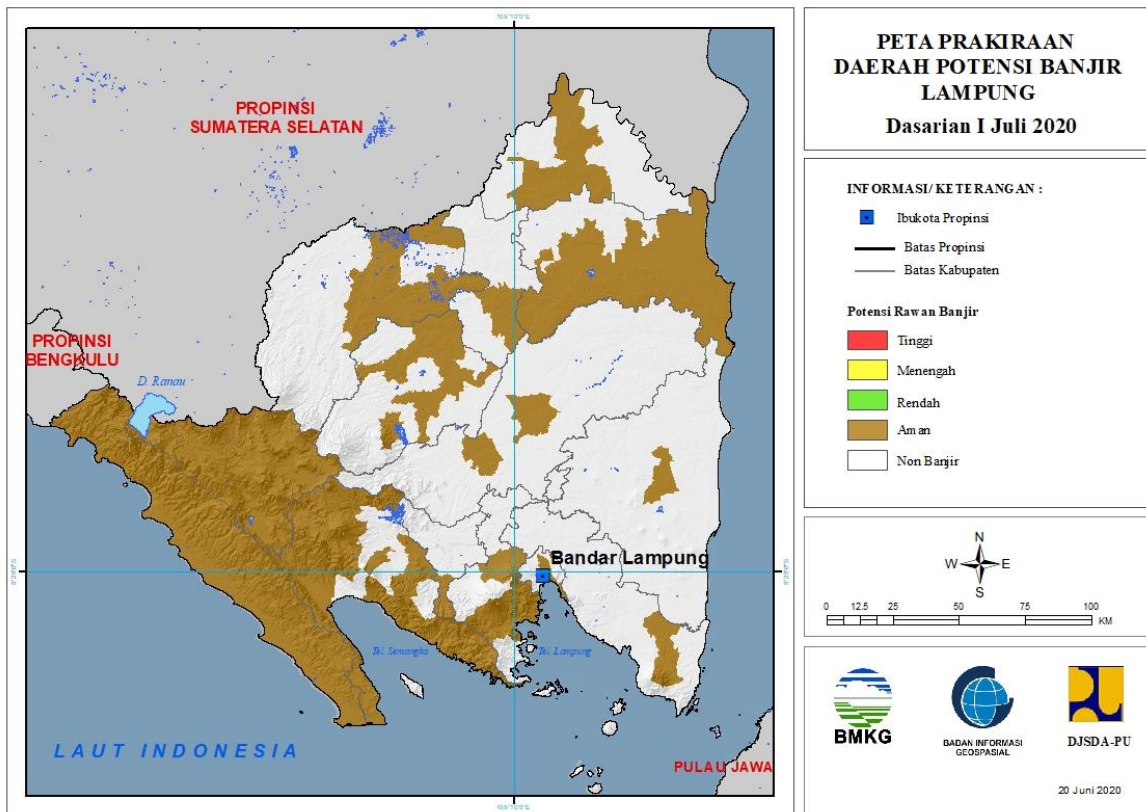 PROPINSI
SUMATERA SELATAN
PROPINSI
BENGKULU
D. Ranau
Bandar Lampung
Tel. Semangka
Tel. Lampung
LAUT INDONESIA
PULAU JAWA
PETA PRAKIRAAN
DAERAH POTENSI BANJIR
LAMPUNG
Dasarian I Juli 2020
INFORMASI/ KETERANGAN :
Ibukota Propinsi
Batas Propinsi
Batas Kabupaten
Potensi Rawan Banjir
Tinggi
Menengah
Rendah
Aman
Non Banjir
N
W E
S
0 12.5 25 50 75 100
KM
BMKG
BADAN INFORMASI
GEOSPASIAL
DJSDA-PU
20 Juni 2020